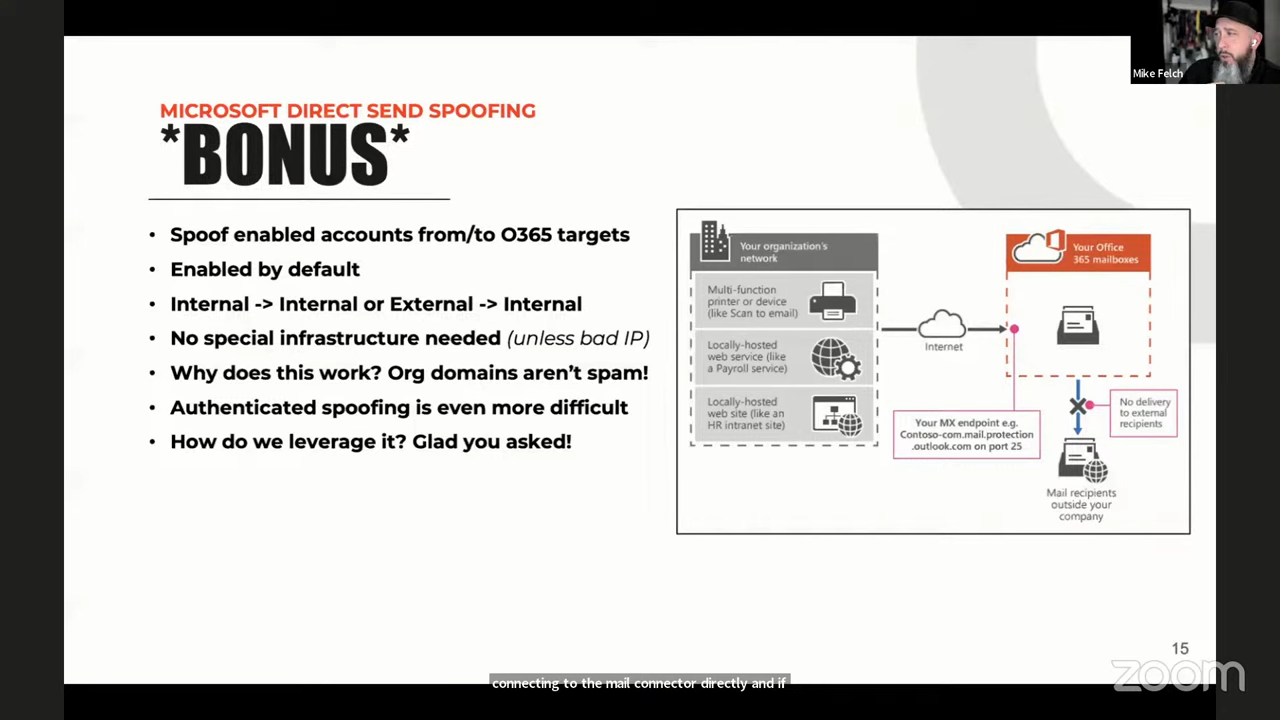 Mike Felch
MICROSOFT DIRECT SEND SPOOFING
*BONUS*
• Spoof enabled accounts from/to O365 targets
• Enabled by default
• Internal -> Internal or External -> Internal
• No special infrastructure needed (unless bad IP)
• Why does this work? Org domains aren't spam!
• Authenticated spoofing is even more difficult
• How do we leverage it? Glad you asked!
Your organization's
network
Multi-function
printer or device
(like Scan to email)
Locally-hosted
web service (like
a Payroll service)
Locally-hosted
web site (like an
HR intranet site)
Internet
Your MX endpoint e.g.
Contoso-com.mail.protection
.outlook.com on port 25
Your Office
365 mailboxes
No delivery
to external
recipients
Mail recipients
outside your
company
15
zoom
connecting to the mail connector directly and if